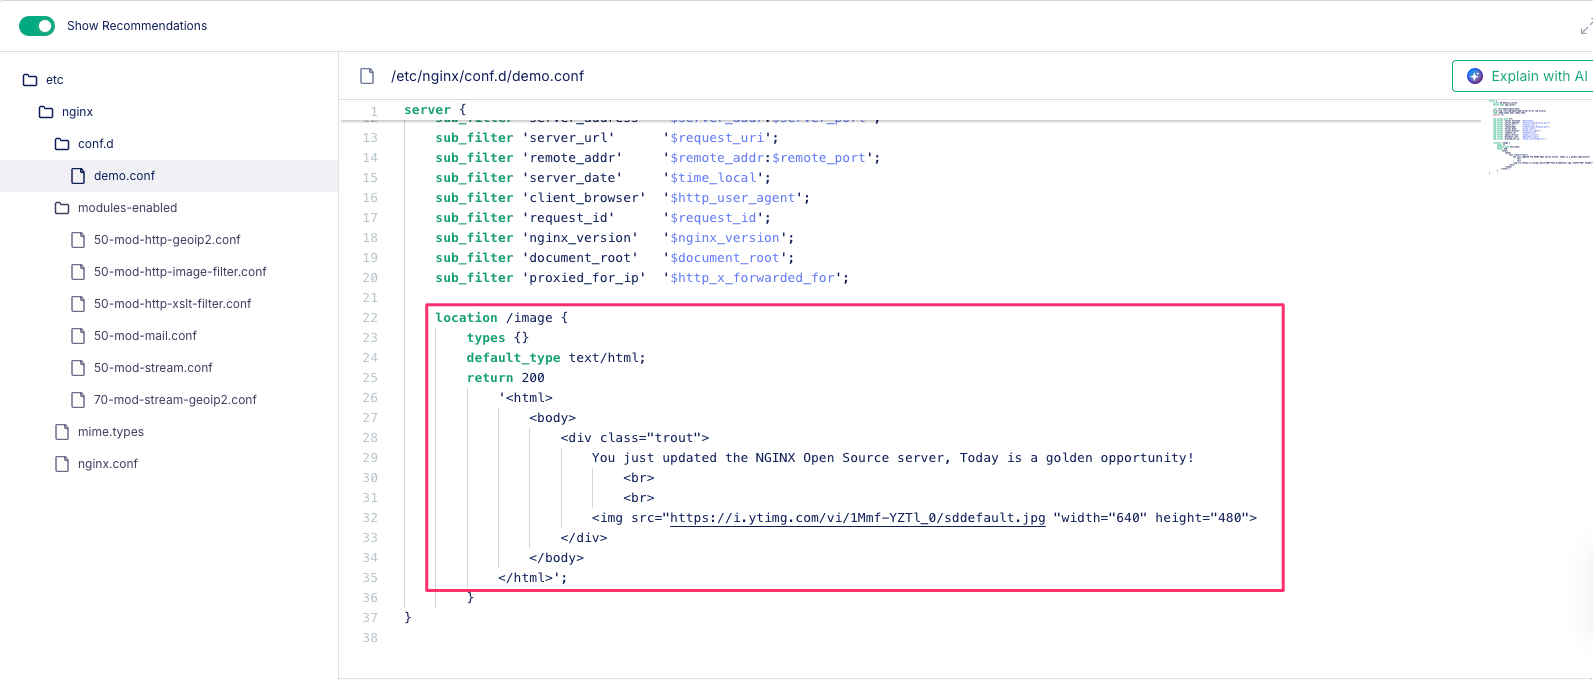 Show Recommendations
etc
nginx
conf.d
demo.conf
modules-enabled
50-mod-http-geoip2.conf
50-mod-http-image-filter.conf
50-mod-http-xslt-filter.conf
50-mod-mail.conf
50-mod-stream.conf
70-mod-stream-geoip2.conf
mime.types
nginx.conf
/etc/nginx/conf.d/demo.conf
Explain with AI
1 server {
sub_filter 'server_address' '$server_addr:$server_port';
13 sub_filter 'server_url' '$request_uri';
14 sub_filter 'remote_addr' '$remote_addr:$remote_port';
15 sub_filter 'server_date' '$time_local';
16 sub_filter 'client_browser' '$http_user_agent';
17 sub_filter 'request_id' '$request_id';
18 sub_filter 'nginx_version' '$nginx_version';
19 sub_filter 'document_root' '$document_root';
20 sub_filter 'proxied_for_ip' '$http_x_forwarded_for';
21
22 location /image {
23 types {}
24 default_type text/html;
25 return 200
26 '<html>
27 <body>
28 <div class="trout">
29 You just updated the NGINX Open Source server, Today is a golden opportunity!
30 <br>
31 <br>
32 <img src="https://i.ytimg.com/vi/1Mmf-YZTl_0/sddefault.jpg "width="640" height="480">
33 </div>
34 </body>
35 </html>';
36 }
37 }
38